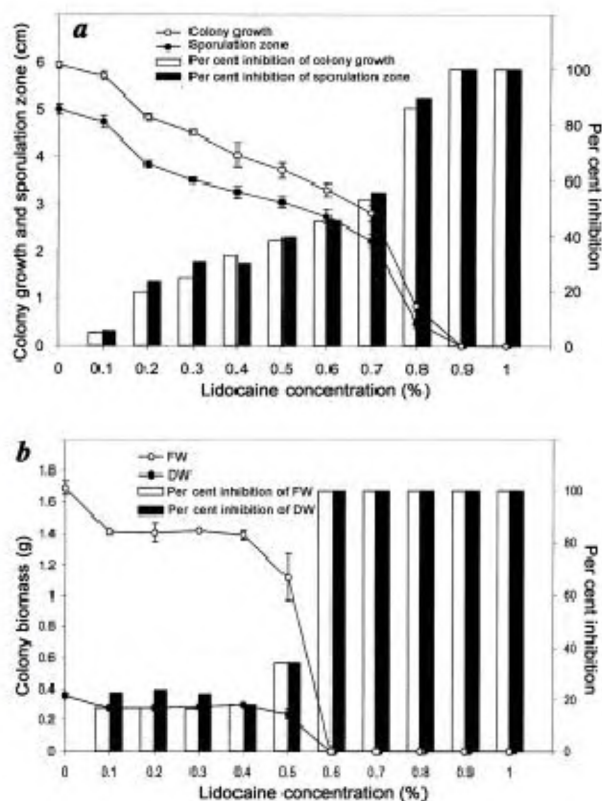 a
Colony growth
Sporulation zone
Per cent inhibition of colony growth
Per cent inhibition of sporulation zone
Colony growth and sporulation zone (cm)
6
5
4
3
2
1
0
100
80
60
40
20
0
Per cent inhibition
0 0.1 0.2 0.3 0.4 0.5 0.6 0.7 0.8 0.9 1
Lidocaine concentration (%)
b
FW
DW
Per cent inhibition of FW
Per cent inhibition of DW
Colony biomass (g)
1.8
1.6
1.4
1.2
1
0.8
0.6
0.4
0.2
0
100
80
60
40
20
0
Per cent inhibition
0 0.1 0.2 0.3 0.4 0.5 0.6 0.7 0.8 0.9 1
Lidocaine concentration (%)